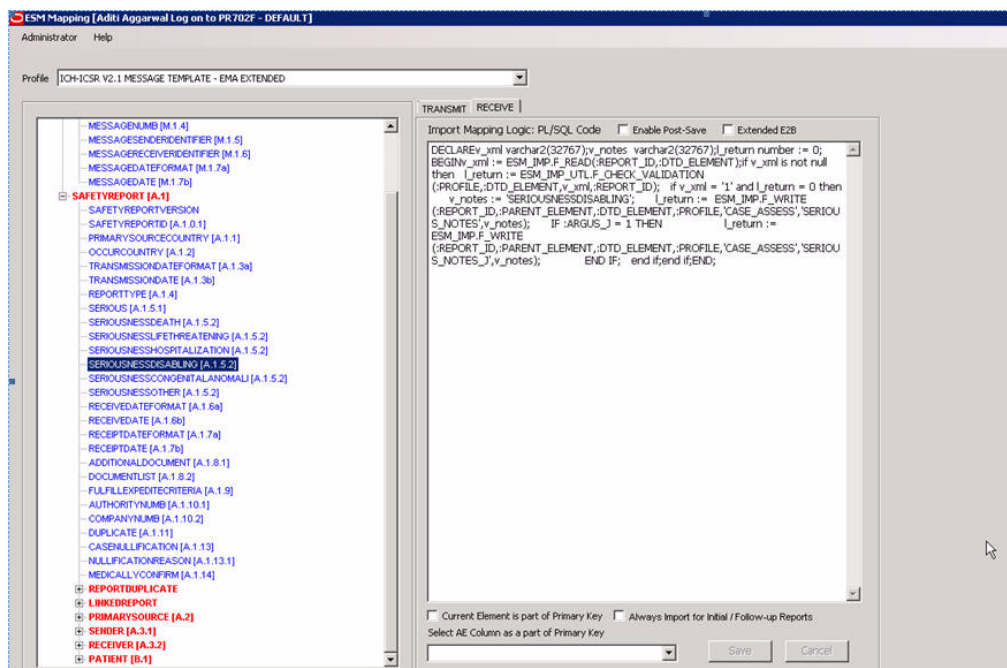 ESM Mapping [Aditi Aggarwal Log on to PR702F - DEFAULT]
Administrator Help
Profile ICH-ICSR V2.1 MESSAGE TEMPLATE - EMA EXTENDED
MESSAGENUMB [M.1.4]
MESSAGESENDERIDENTIFIER [M.1.5]
MESSAGERECEIVERIDENTIFIER [M.1.6]
MESSAGEDATEFORMAT [M.1.7a]
MESSAGEDATE [M.1.7b]
SAFETYREPORT [A.1]
SAFETYREPORTVERSION
SAFETYREPORTID [A.1.0.1]
PRIMARYSOURCECOUNTRY [A.1.1]
OCCURCOUNTRY [A.1.2]
TRANSMISSIONDATEFORMAT [A.1.3a]
TRANSMISSIONDATE [A.1.3b]
REPORTTYPE [A.1.4]
SERIOUS [A.1.5.1]
SERIOUSNESSDEATH [A.1.5.2]
SERIOUSNESSLIFETHREATENING [A.1.5.2]
SERIOUSNESSHOSPITALIZATION [A.1.5.2]
SERIOUSNESSDISABLING [A.1.5.2]
SERIOUSNESSCONGENITALANOMALI [A.1.5.2]
SERIOUSNESSOTHER [A.1.5.2]
RECEIVEDATEFORMAT [A.1.6a]
RECEIVEDATE [A.1.6b]
RECEIPTDATEFORMAT [A.1.7a]
RECEIPTDATE [A.1.7b]
ADDITIONALDOCUMENT [A.1.8.1]
DOCUMENTLIST [A.1.8.2]
FULFILLEXPEDITECRITERIA [A.1.9]
AUTHORITYNUMB [A.1.10.1]
COMPANYNUMB [A.1.10.2]
DUPLICATE [A.1.11]
CASENULLIFICATION [A.1.13]
NULLIFICATIONREASON [A.1.13.1]
MEDICALLYCONFIRM [A.1.14]
REPORTDUPLICATE
LINKEDREPORT
PRIMARYSOURCE [A.2]
SENDER [A.3.1]
RECEIVER [A.3.2]
PATIENT [B.1]
TRANSMIT RECEIVE
Import Mapping Logic: PL/SQL Code Enable Post-Save Extended E2B
DECLAREv_xml varchar2(32767);v_notes varchar2(32767);l_return number := 0;
BEGINv_xml := ESM_IMP.F_READ(:REPORT_ID,:DTD_ELEMENT);if v_xml is not null
then l_return := ESM_IMP_UTL.F_CHECK_VALIDATION
(:PROFILE,:DTD_ELEMENT,v_xml,:REPORT_ID); if v_xml = '1' and l_return = 0 then
v_notes := 'SERIOUSNESSDISABLING'; l_return := ESM_IMP.F_WRITE
(:REPORT_ID,:PARENT_ELEMENT,:DTD_ELEMENT,:PROFILE,'CASE_ASSESS','SERIOU
S_NOTES',v_notes); IF :ARGUS_J = 1 THEN l_return :=
ESM_IMP.F_WRITE
(:REPORT_ID,:PARENT_ELEMENT,:DTD_ELEMENT,:PROFILE,'CASE_ASSESS','SERIOU
S_NOTES_J',v_notes); END IF; end if;end if;END;
Current Element is part of Primary Key Always Import for Initial / Follow-up Reports
Select AE Column as a part of Primary Key
Save Cancel